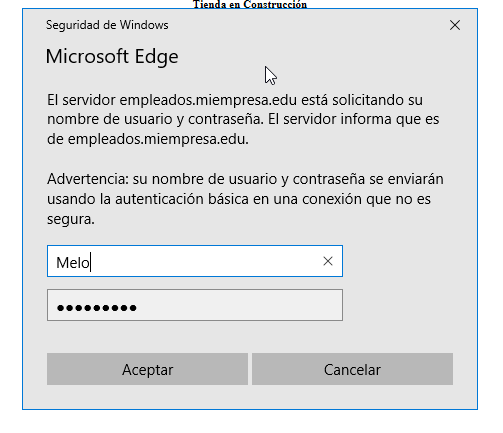 Tienda en Construcción
Seguridad de Windows
Microsoft Edge
El servidor empleados.miempresa.edu está solicitando su
nombre de usuario y contraseña. El servidor informa que es
de empleados.miempresa.edu.
Advertencia: su nombre de usuario y contraseña se enviarán
usando la autenticación básica en una conexión que no es
segura.
Melo
●●●●●●●●●
Aceptar
Cancelar